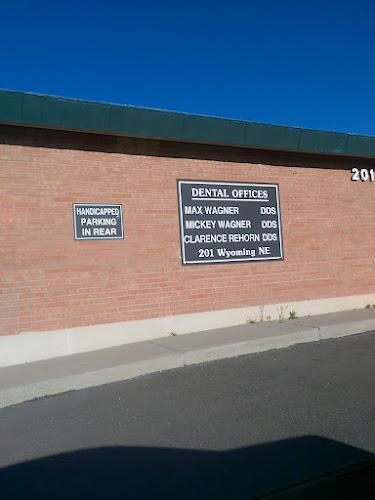 HANDICAPPED
PARKING
IN REAR
DENTAL OFFICES
MAX WAGNER DDS
MICKEY WAGNER DDS
CLARENCE REHORN DDS
201 Wyoming NE
201